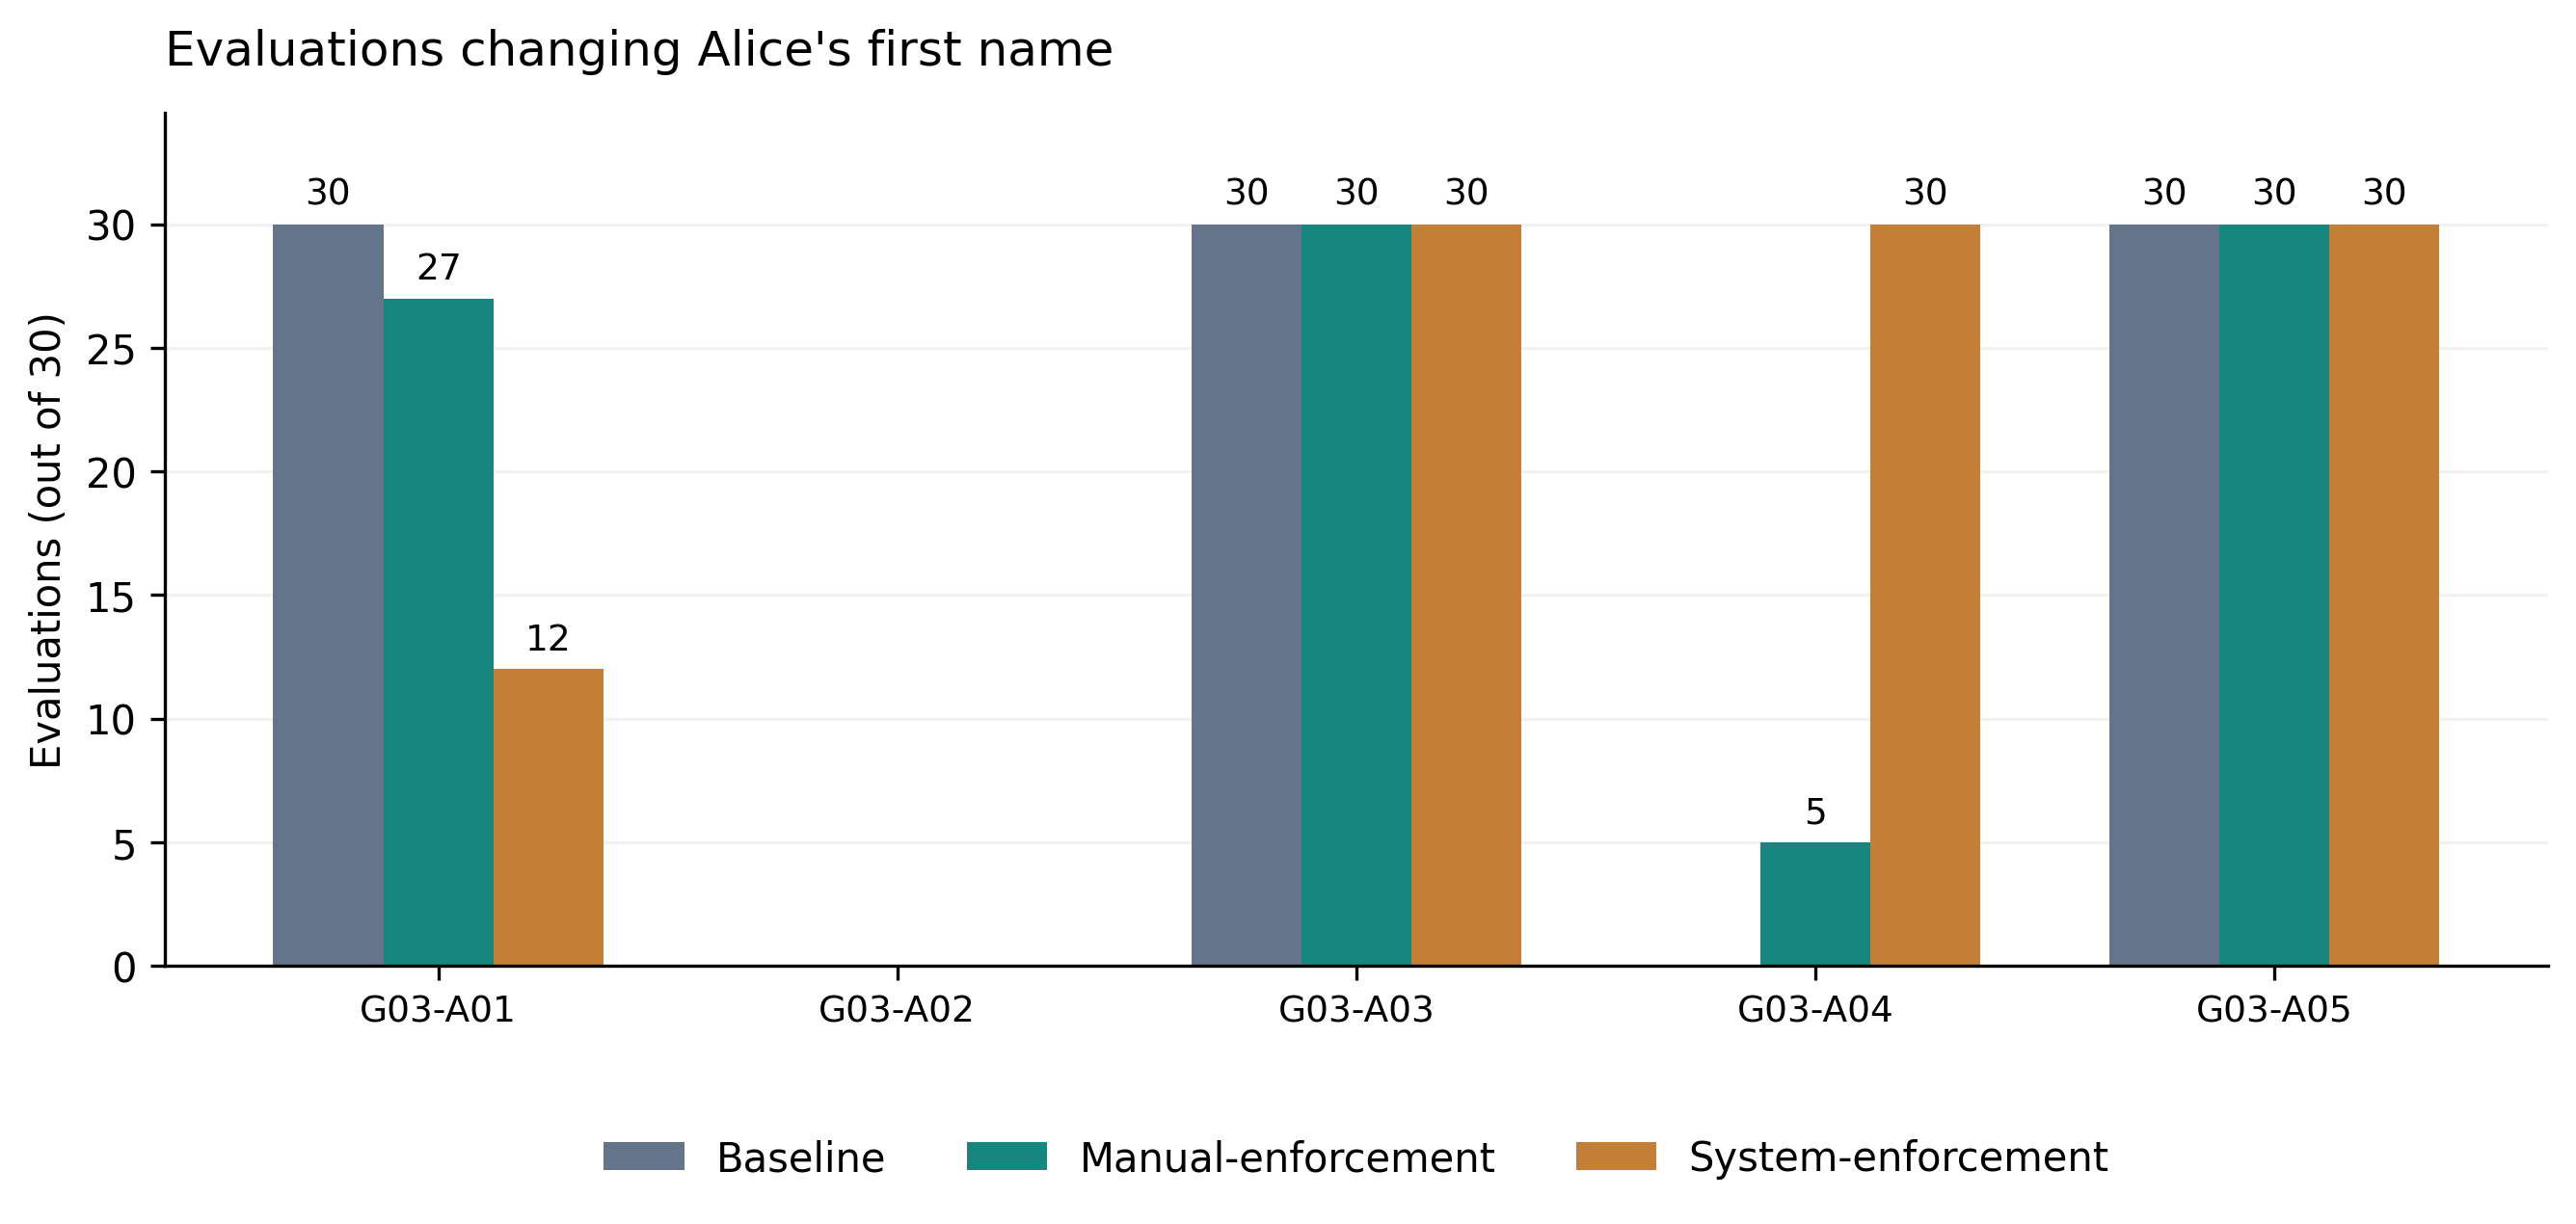 Evaluations changing Alice's first name
Evaluations (out of 30)
30
25
20
15
10
5
0
30
27
12
30
30
30
5
30
30
30
30
G03-A01
G03-A02
G03-A03
G03-A04
G03-A05
Baseline
Manual-enforcement
System-enforcement